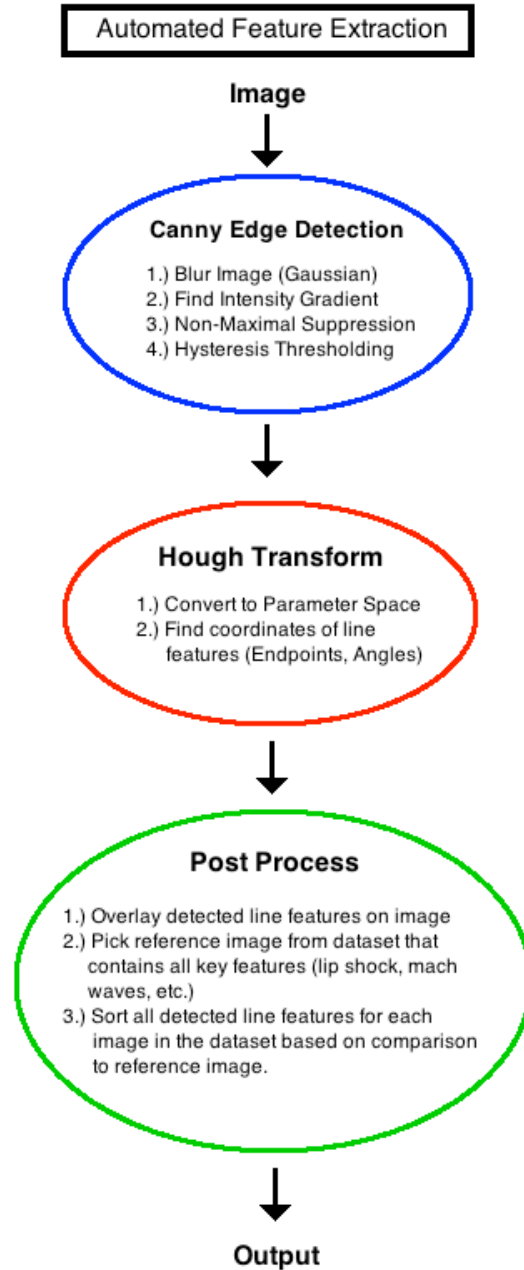 Automated Feature Extraction
Image
Canny Edge Detection
1.) Blur Image (Gaussian)
2.) Find Intensity Gradient
3.) Non-Maximal Suppression
4.) Hysteresis Thresholding
Hough Transform
1.) Convert to Parameter Space
2.) Find coordinates of line
features (Endpoints, Angles)
Post Process
1.) Overlay detected line features on image
2.) Pick reference image from dataset that
contains all key features (lip shock, mach
waves, etc.)
3.) Sort all detected line features for each
image in the dataset based on comparison
to reference image.
Output